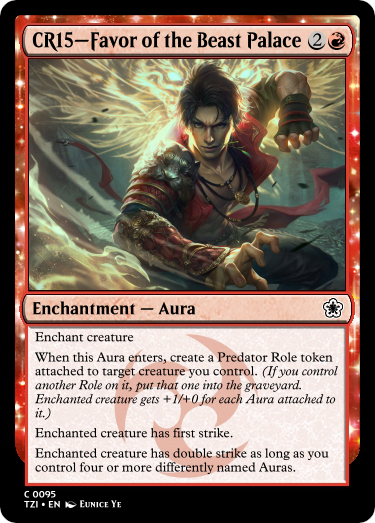 CR15—Favor of the Beast Palace 2
Enchantment — Aura
Enchant creature
When this Aura enters, create a Predator Role token
attached to target creature you control. (If you control
another Role on it, put that one into the graveyard.
Enchanted creature gets +1/+0 for each Aura attached to
it.)
Enchanted creature has first strike.
Enchanted creature has double strike as long as you
control four or more differently named Auras.
C 0095
TZI • EN Eunice Ye